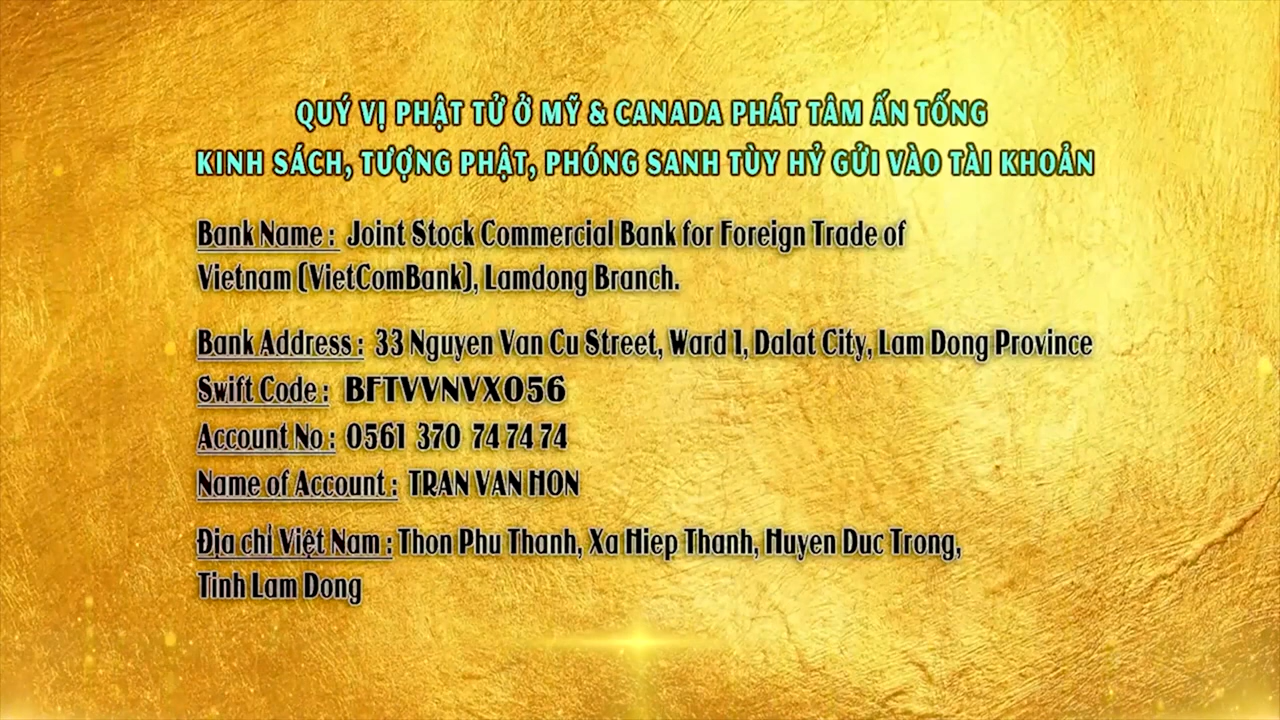 QUÝ VỊ PHẬT TỬ Ở MỸ & CANADA PHÁT TÂM ẤN TỐNG
KINH SÁCH, TƯỢNG PHẬT, PHÓNG SANH TÙY HỶ GỬI VÀO TÀI KHOẢN
Bank Name : Joint Stock Commercial Bank for Foreign Trade of
Vietnam (VietComBank), Lamdong Branch.
Bank Address : 33 Nguyen Van Cu Street, Ward 1, Dalat City, Lam Dong Province
Swift Code : BFTVVNVX056
Account No : 0561 370 74 74 74
Name of Account : TRAN VAN HON
Địa chỉ Việt Nam : Thon Phu Thanh, Xa Hiep Thanh, Huyen Duc Trong,
Tinh Lam Dong